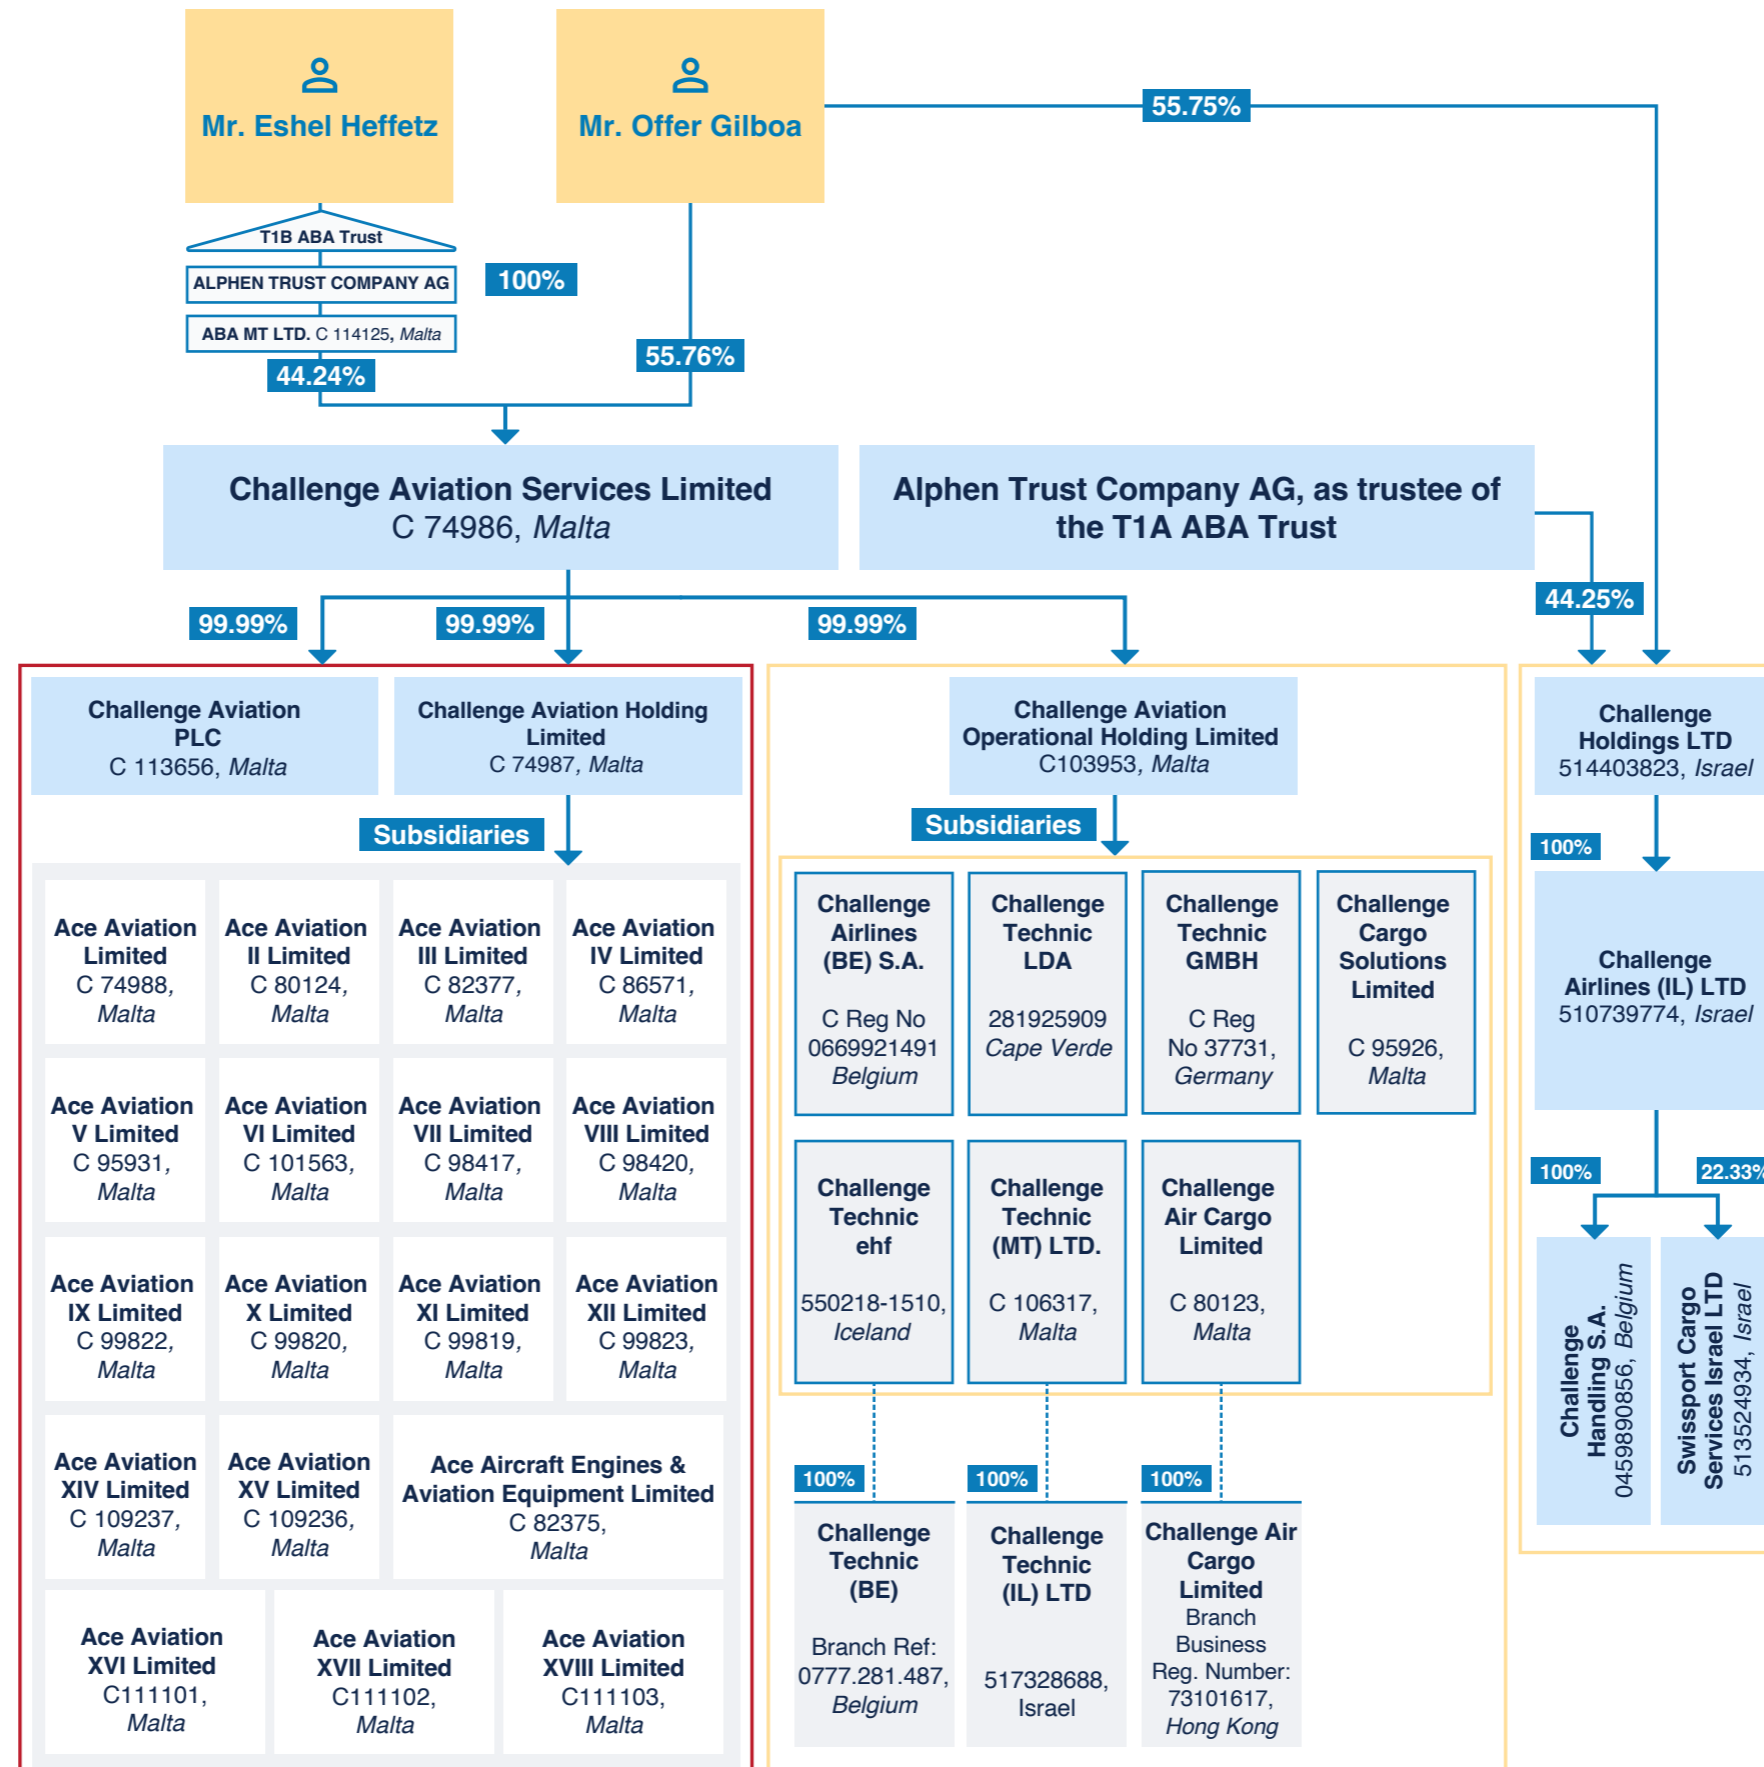 Mr. Eshel Heffetz
Mr. Offer Gilboa
55.75%
T1B ABA Trust
ALPHEN TRUST COMPANY AG
100%
ABA MT LTD. C 114125, Malta
44.24%
55.76%
Challenge Aviation Services Limited
C 74986, Malta
Alphen Trust Company AG, as trustee of
the T1A ABA Trust
44.25%
99.99%
99.99%
99.99%
Challenge Aviation
PLC
C 113656, Malta
Challenge Aviation Holding
Limited
C 74987, Malta
Subsidiaries
Ace Aviation
Limited
C 74988,
Malta
Ace Aviation
II Limited
C 80124,
Malta
Ace Aviation
III Limited
C 82377,
Malta
Ace Aviation
IV Limited
C 86571,
Malta
Ace Aviation
V Limited
C 95931,
Malta
Ace Aviation
VI Limited
C 101563,
Malta
Ace Aviation
VII Limited
C 98417,
Malta
Ace Aviation
VIII Limited
C 98420,
Malta
Ace Aviation
IX Limited
C 99822,
Malta
Ace Aviation
X Limited
C 99820,
Malta
Ace Aviation
XI Limited
C 99819,
Malta
Ace Aviation
XII Limited
C 99823,
Malta
Ace Aviation
XIV Limited
C 109237,
Malta
Ace Aviation
XV Limited
C 109236,
Malta
Ace Aircraft Engines &
Aviation Equipment Limited
C 82375,
Malta
Ace Aviation
XVI Limited
C111101,
Malta
Ace Aviation
XVII Limited
C111102,
Malta
Ace Aviation
XVIII Limited
C111103,
Malta
Challenge Aviation
Operational Holding Limited
C103953, Malta
Subsidiaries
Challenge
Airlines
(BE) S.A.
C Reg No
0669921491
Belgium
Challenge
Technic
LDA
281925909
Cape Verde
Challenge
Technic
GMBH
C Reg
No 37731,
Germany
Challenge
Cargo
Solutions
Limited
C 95926,
Malta
Challenge
Technic
ehf
550218-1510,
Iceland
Challenge
Technic
(MT) LTD.
C 106317,
Malta
Challenge
Air Cargo
Limited
C 80123,
Malta
100%
100%
100%
Challenge
Technic
(BE)
Branch Ref:
0777.281.487,
Belgium
Challenge
Technic
(IL) LTD
517328688,
Israel
Challenge Air
Cargo
Limited
Branch
Business
Reg. Number:
73101617,
Hong Kong
Challenge
Holdings LTD
514403823, Israel
100%
Challenge
Airlines (IL) LTD
510739774, Israel
100%
22.33%
Challenge
Handling S.A.
0459890856, Belgium
Swissport Cargo
Services Israel LTD
513524934, Israel